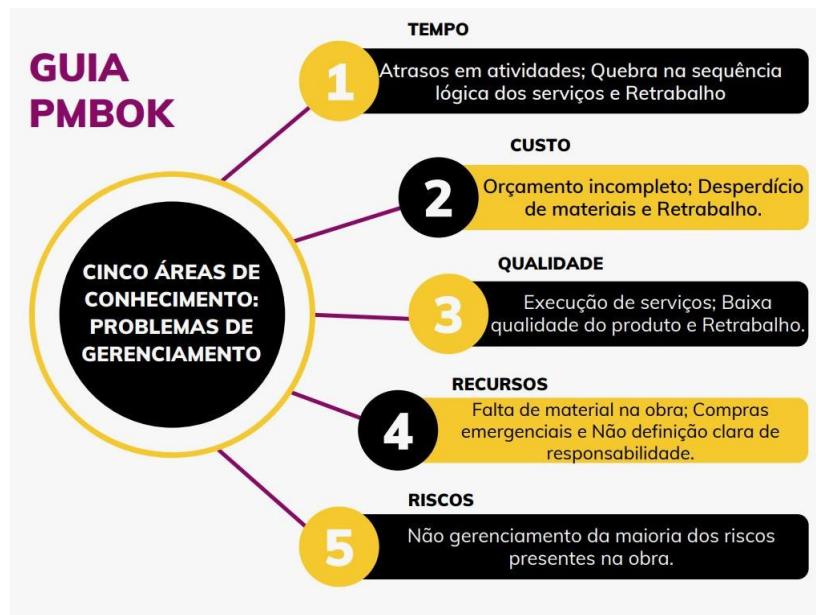 GUIA
PMBOK
TEMPO
1
Atrasos em atividades; Quebra na sequência
lógica dos serviços e Retrabalho
CUSTO
2
Orçamento incompleto; Desperdício
de materiais e Retrabalho.
CINCO ÁREAS DE
CONHECIMENTO:
PROBLEMAS DE
GERENCIAMENTO
QUALIDADE
3
Execução de serviços; Baixa
qualidade do produto e Retrabalho.
RECURSOS
4
Falta de material na obra; Compras
emergenciais e Não definição clara de
responsabilidade.
RISCOS
5
Não gerenciamento da maioria dos riscos
presentes na obra.